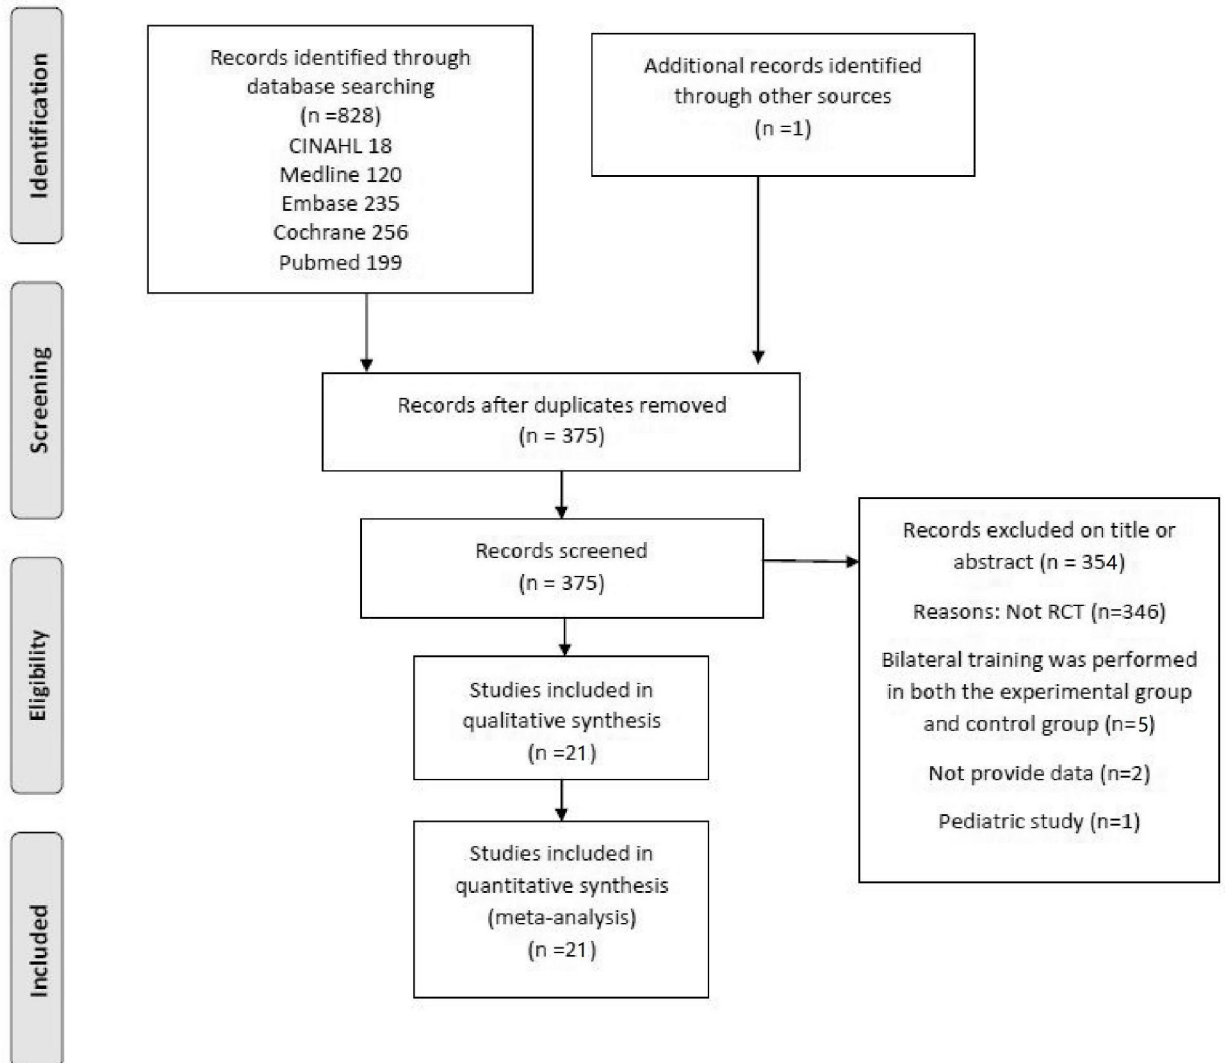 Identification
Records identified through
database searching
(n =828)
CINAHL 18
Medline 120
Embase 235
Cochrane 256
Pubmed 199
Additional records identified
through other sources
(n =1)
Screening
Records after duplicates removed
(n = 375)
Records screened
(n = 375)
Records excluded on title or
abstract (n = 354)
Reasons: Not RCT (n=346)
Bilateral training was performed
in both the experimental group
and control group (n=5)
Not provide data (n=2)
Pediatric study (n=1)
Eligibility
Studies included in
qualitative synthesis
(n =21)
Included
Studies included in
quantitative synthesis
(meta-analysis)
(n =21)